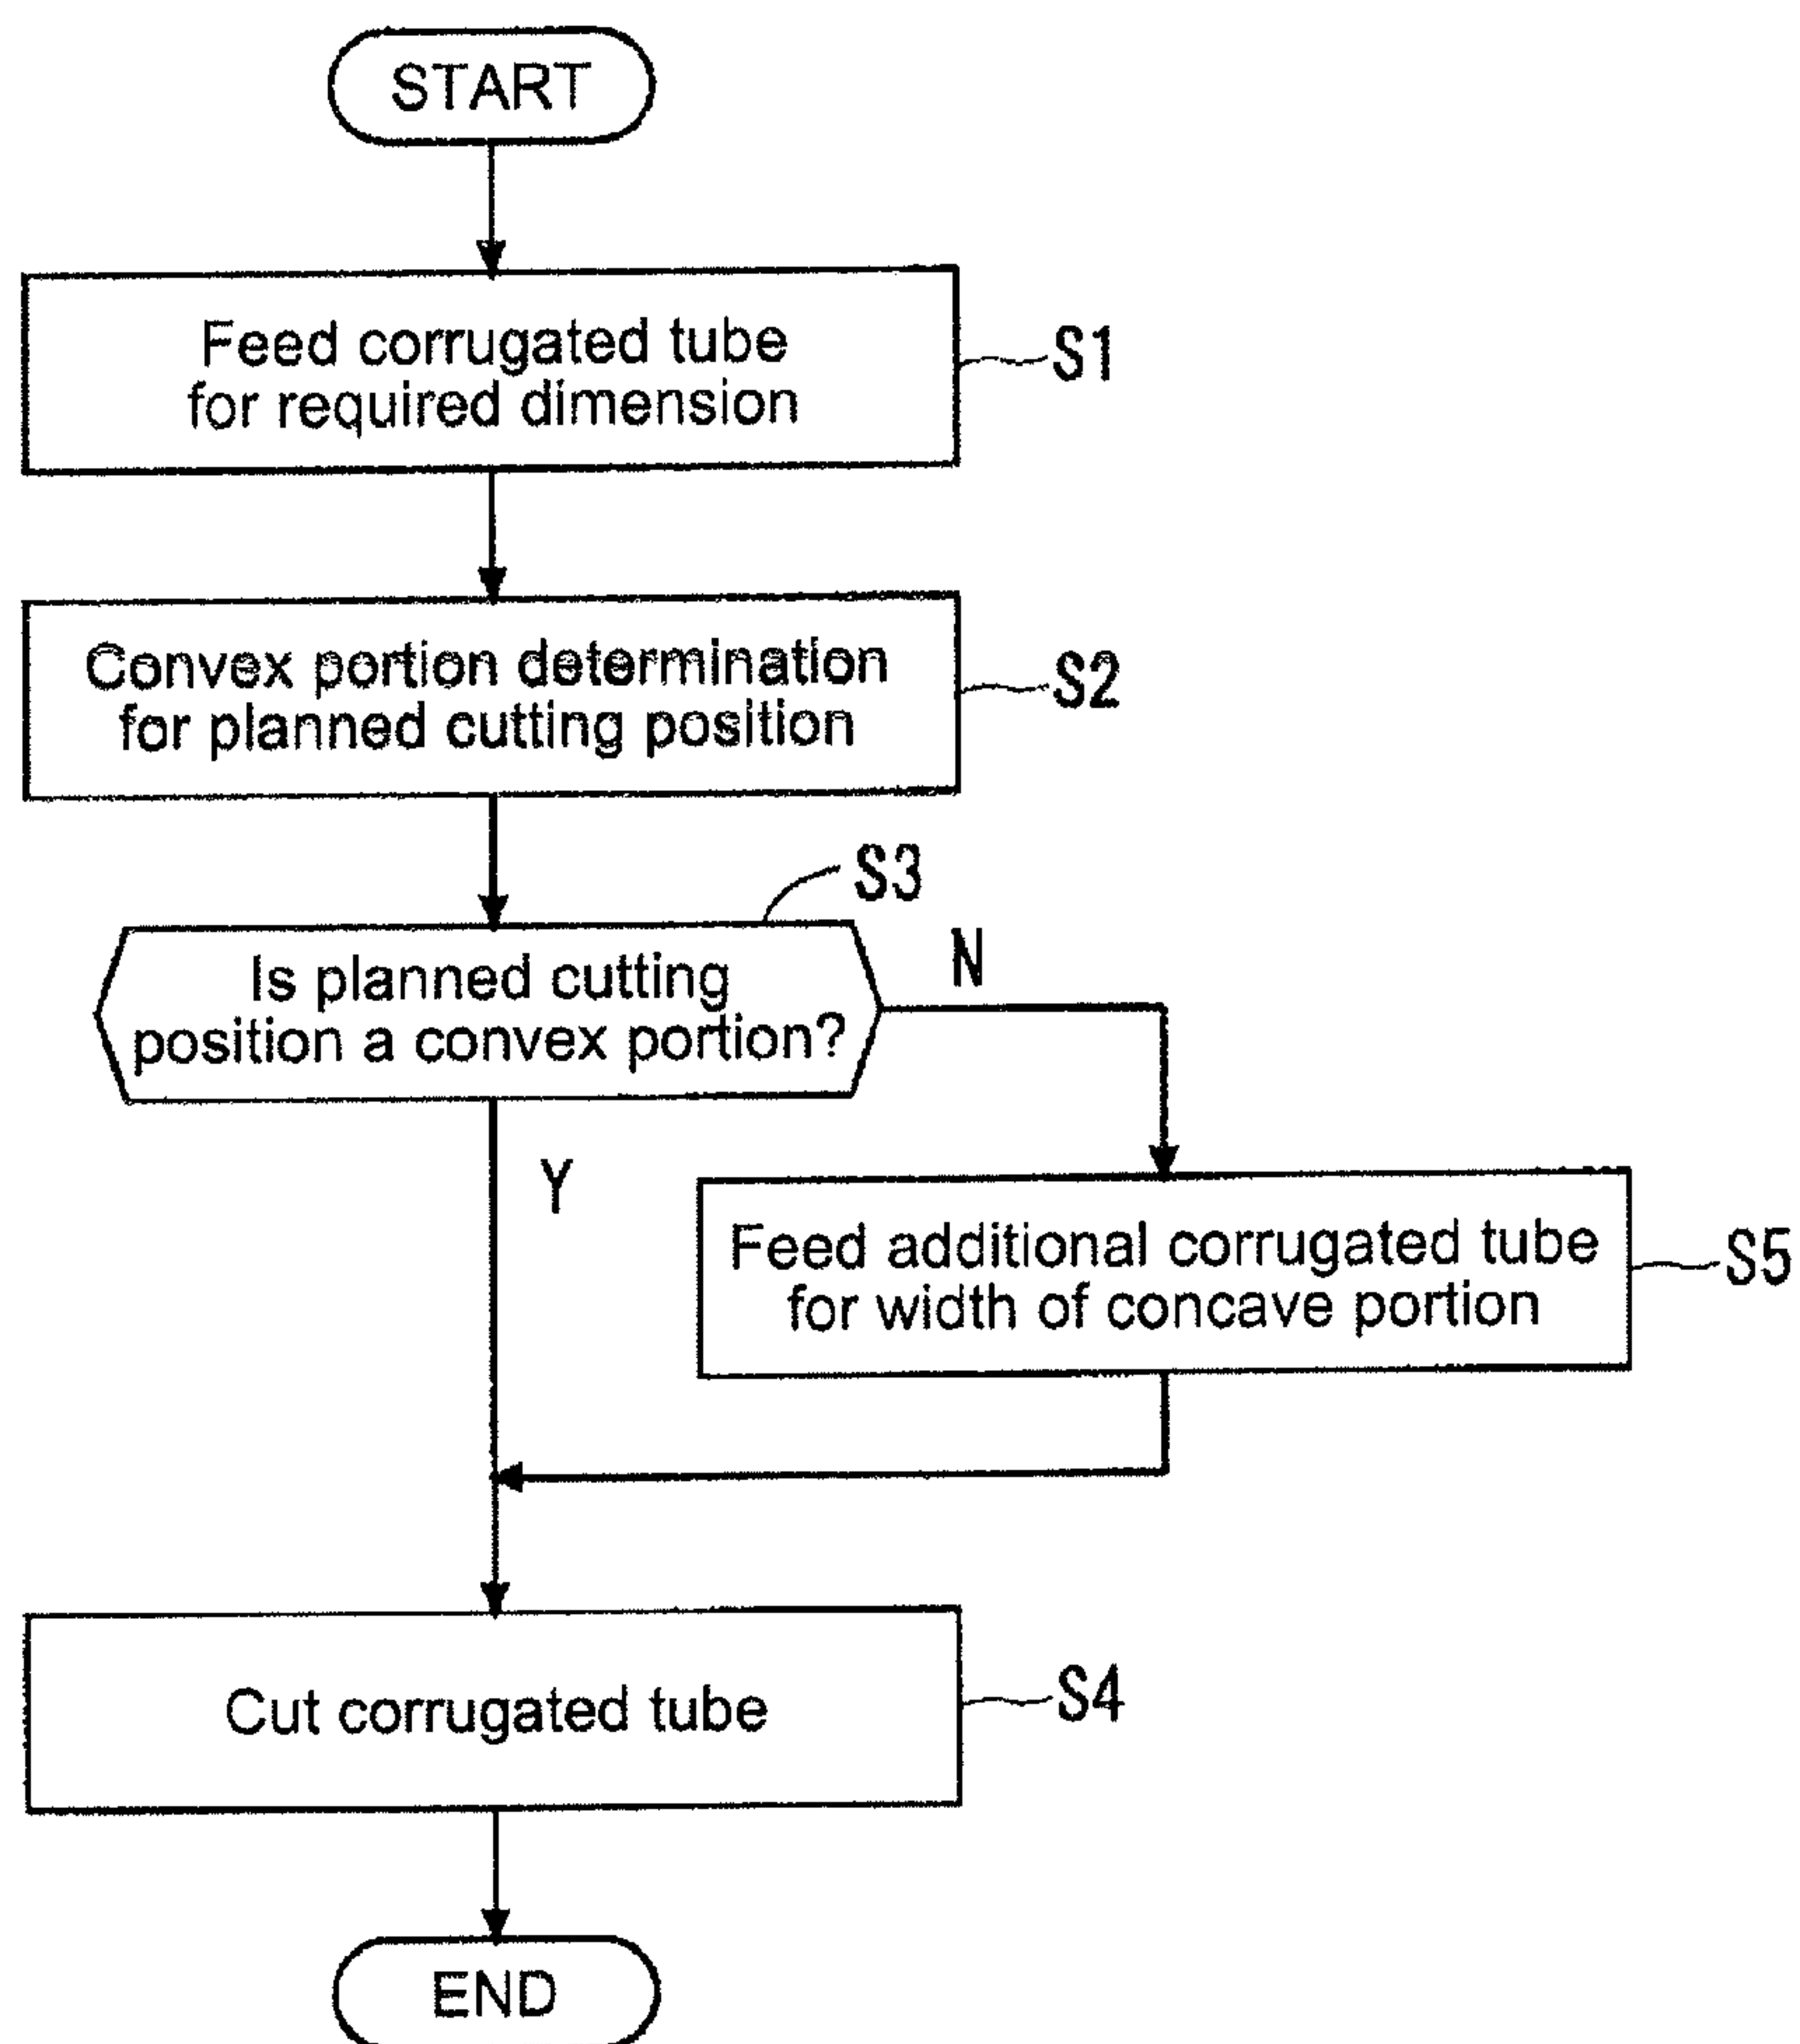 START
Feed corrugated tube
for required dimension
S1
Convex portion determination
for planned cutting position
S2
S3
Is planned cutting
position a convex portion?
N
Y
Feed additional corrugated tube
for width of concave portion
S5
Cut corrugated tube
S4
END